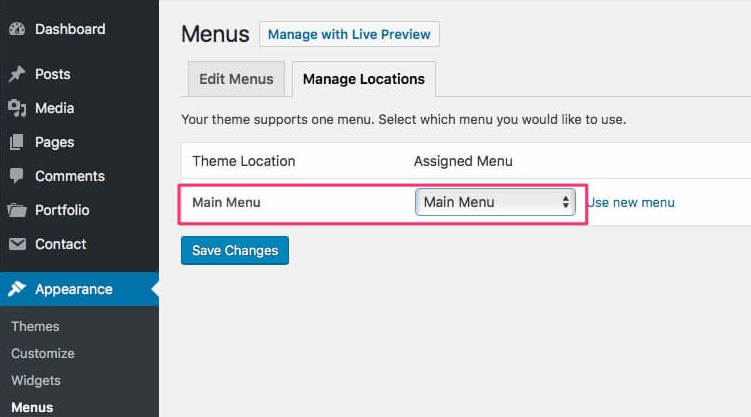 Dashboard
Posts
Media
Pages
Comments
Portfolio
Contact
Appearance
Themes
Customize
Widgets
Menus
Menus Manage with Live Preview
Edit Menus Manage Locations
Your theme supports one menu. Select which menu you would like to use.
Theme Location Assigned Menu
Main Menu Main Menu Use new menu
Save Changes